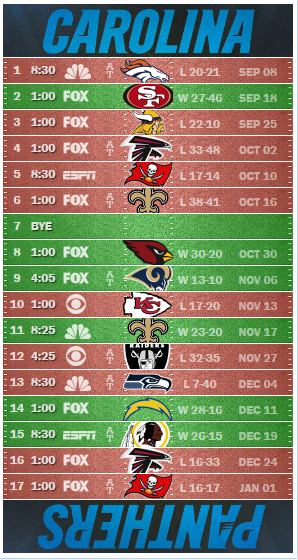 CAROLINA
1 8:30 NBC AT L 20-21 SEP 08
2 1:00 FOX SF W 27-46 SEP 18
3 1:00 FOX L 22-10 SEP 25
4 1:00 FOX AT L 33-48 OCT 02
5 8:30 ESPN L 17-14 OCT 10
6 1:00 FOX AT L 38-41 OCT 16
7 BYE
8 1:00 FOX W 30-20 OCT 30
9 4:05 FOX AT W 13-10 NOV 06
10 1:00 KC L 17-20 NOV 13
11 8:25 W 23-20 NOV 17
12 4:25 AT RAIDERS L 32-35 NOV 27
13 8:30 AT L 7-40 DEC 04
14 1:00 FOX W 28-16 DEC 11
15 8:30 ESPN AT W 26-15 DEC 19
16 1:00 FOX L 16-33 DEC 24
17 1:00 FOX AT L 16-17 JAN 01
PANTHERS